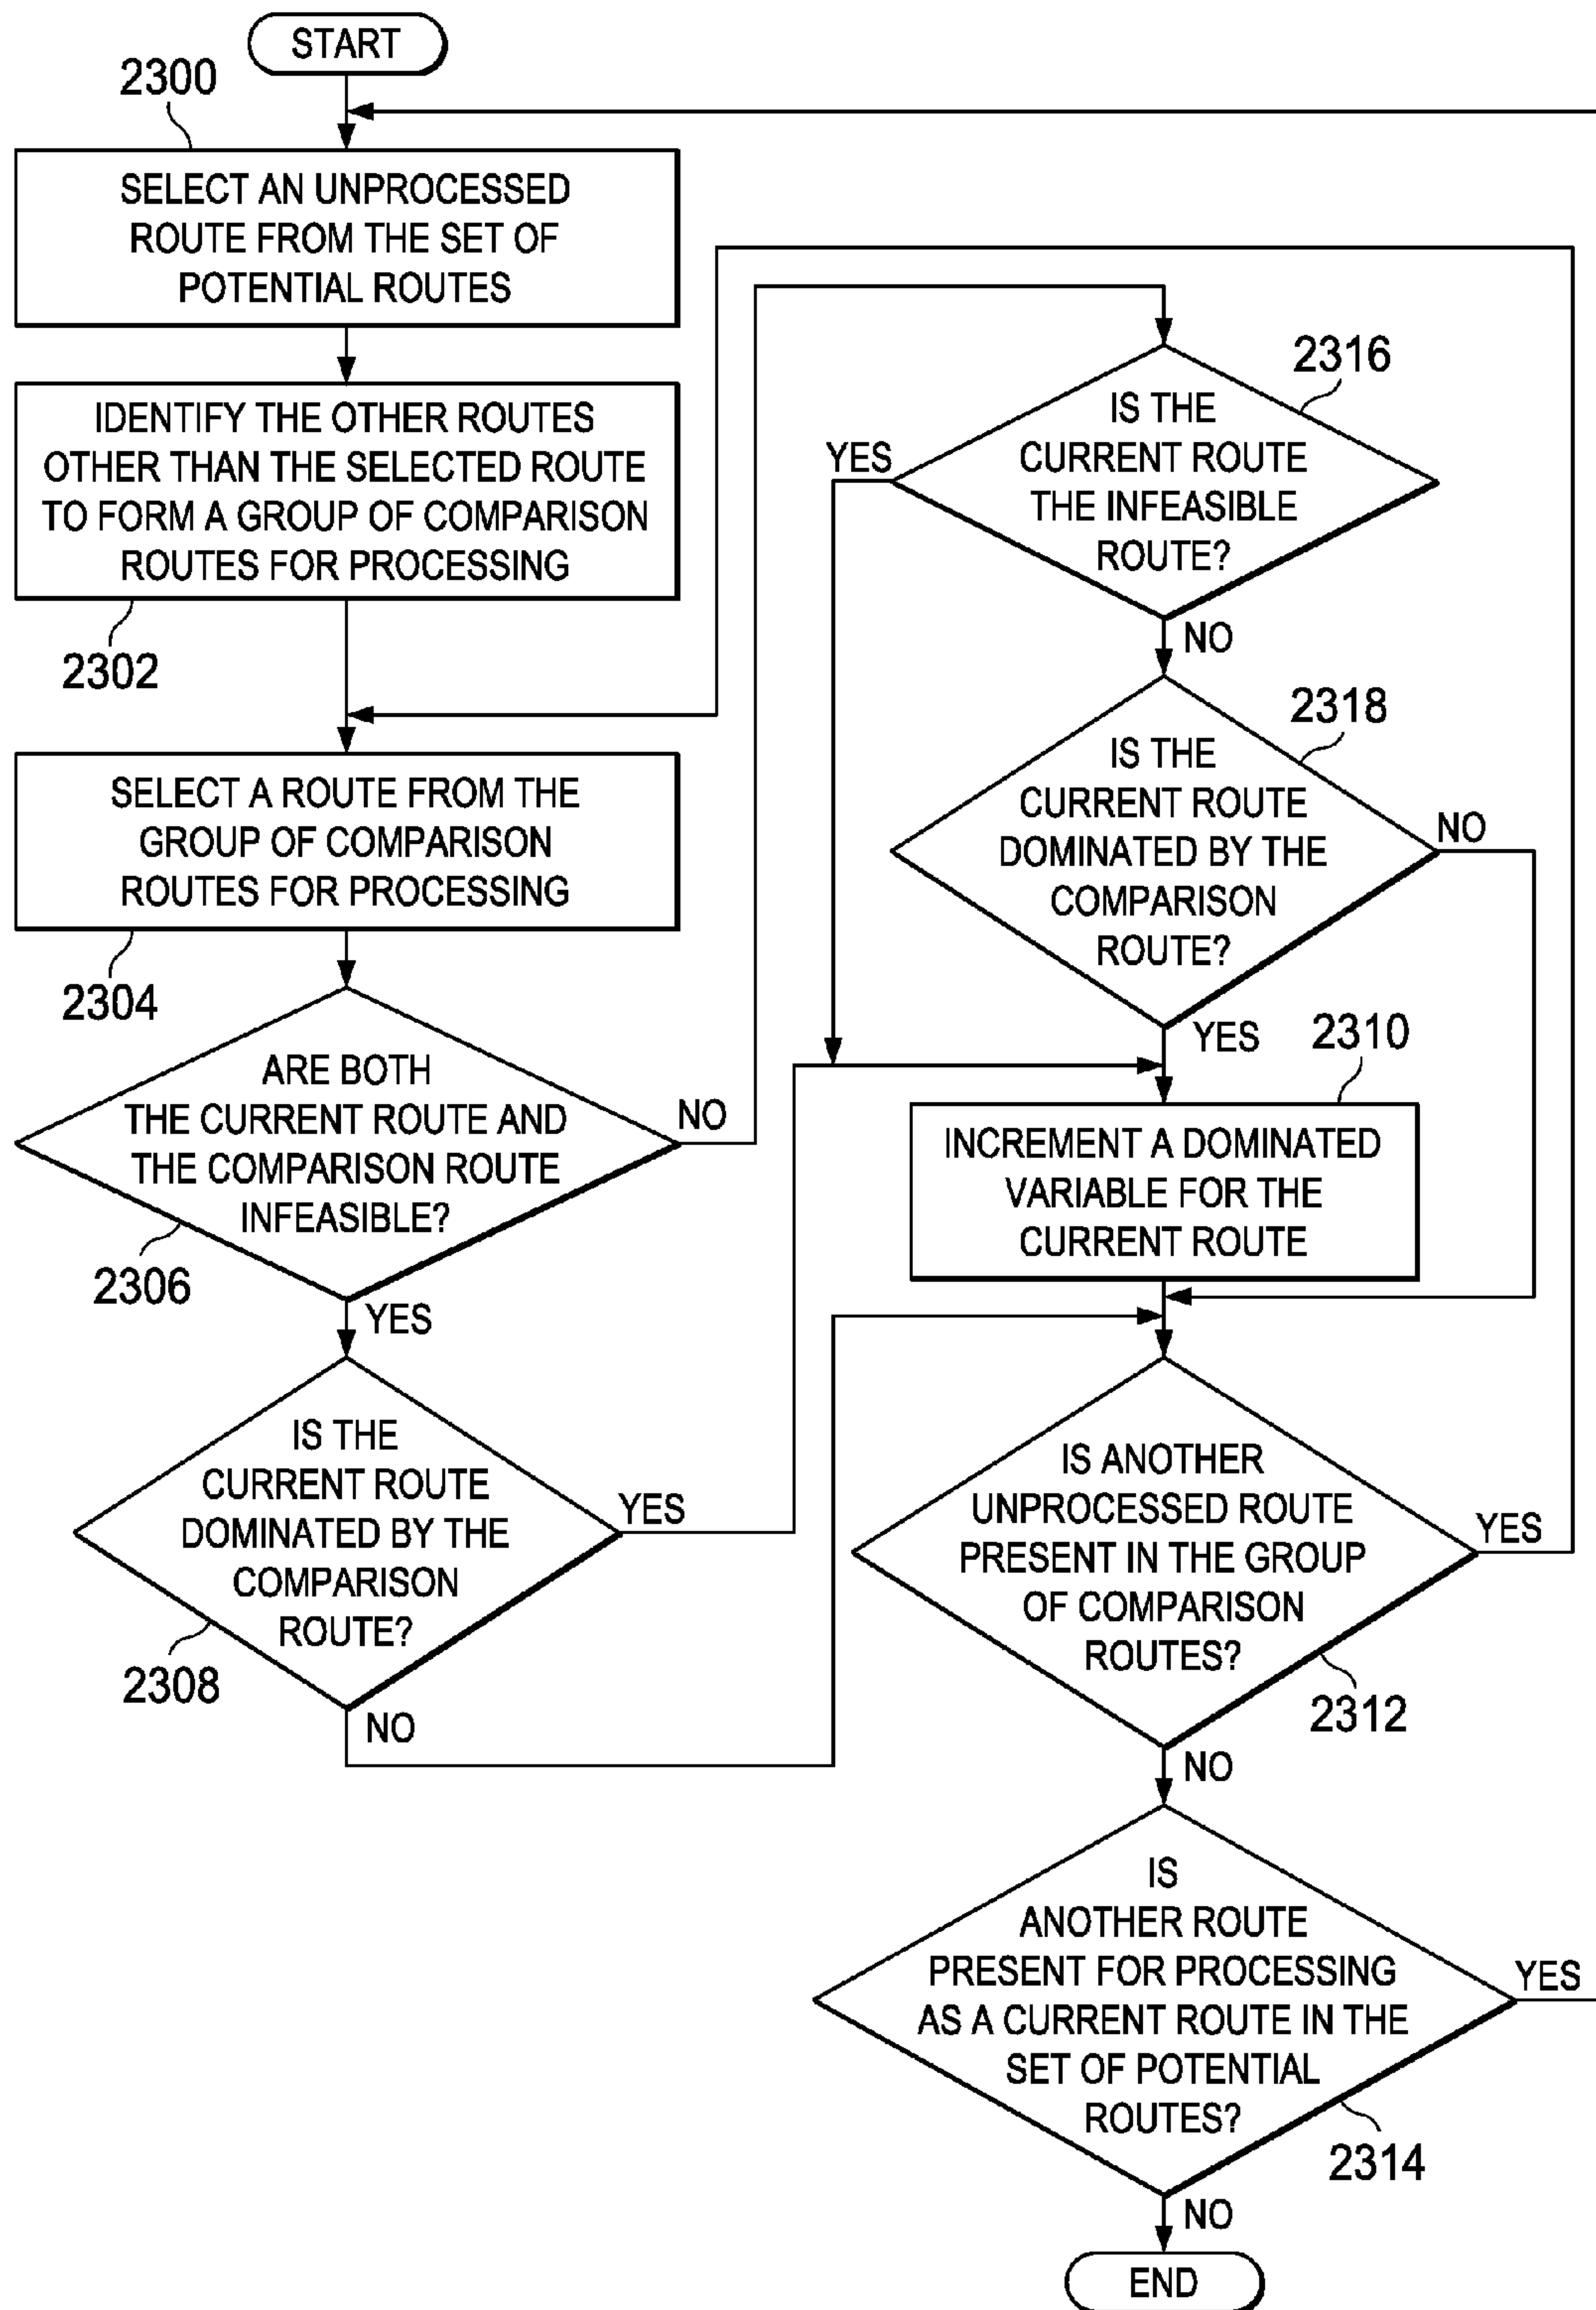 START
2300
SELECT AN UNPROCESSED
ROUTE FROM THE SET OF
POTENTIAL ROUTES
IDENTIFY THE OTHER ROUTES
OTHER THAN THE SELECTED ROUTE
TO FORM A GROUP OF COMPARISON
ROUTES FOR PROCESSING
2302
SELECT A ROUTE FROM THE
GROUP OF COMPARISON
ROUTES FOR PROCESSING
2304
ARE BOTH
THE CURRENT ROUTE AND
THE COMPARISON ROUTE
INFEASIBLE?
NO
2306
YES
IS THE
CURRENT ROUTE
DOMINATED BY THE
COMPARISON
ROUTE?
YES
2308
NO
2316
IS THE
CURRENT ROUTE
THE INFEASIBLE
ROUTE?
YES
NO
2318
IS THE
CURRENT ROUTE
DOMINATED BY THE
COMPARISON
ROUTE?
NO
YES
2310
INCREMENT A DOMINATED
VARIABLE FOR THE
CURRENT ROUTE
IS ANOTHER
UNPROCESSED ROUTE
PRESENT IN THE GROUP
OF COMPARISON
ROUTES?
YES
2312
NO
IS
ANOTHER ROUTE
PRESENT FOR PROCESSING
AS A CURRENT ROUTE IN THE
SET OF POTENTIAL
ROUTES?
YES
2314
NO
END